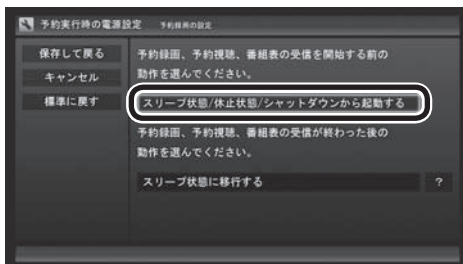 予約実行時の電源設定 予約録画の設定
保存して戻る
キャンセル
標準に戻す
予約録画、予約視聴、番組表の受信を開始する前の
動作を選んでください。
スリープ状態/休止状態/シャットダウンから起動する
予約録画、予約視聴、番組表の受信が終わった後の
動作を選んでください。
スリープ状態に移行する ?